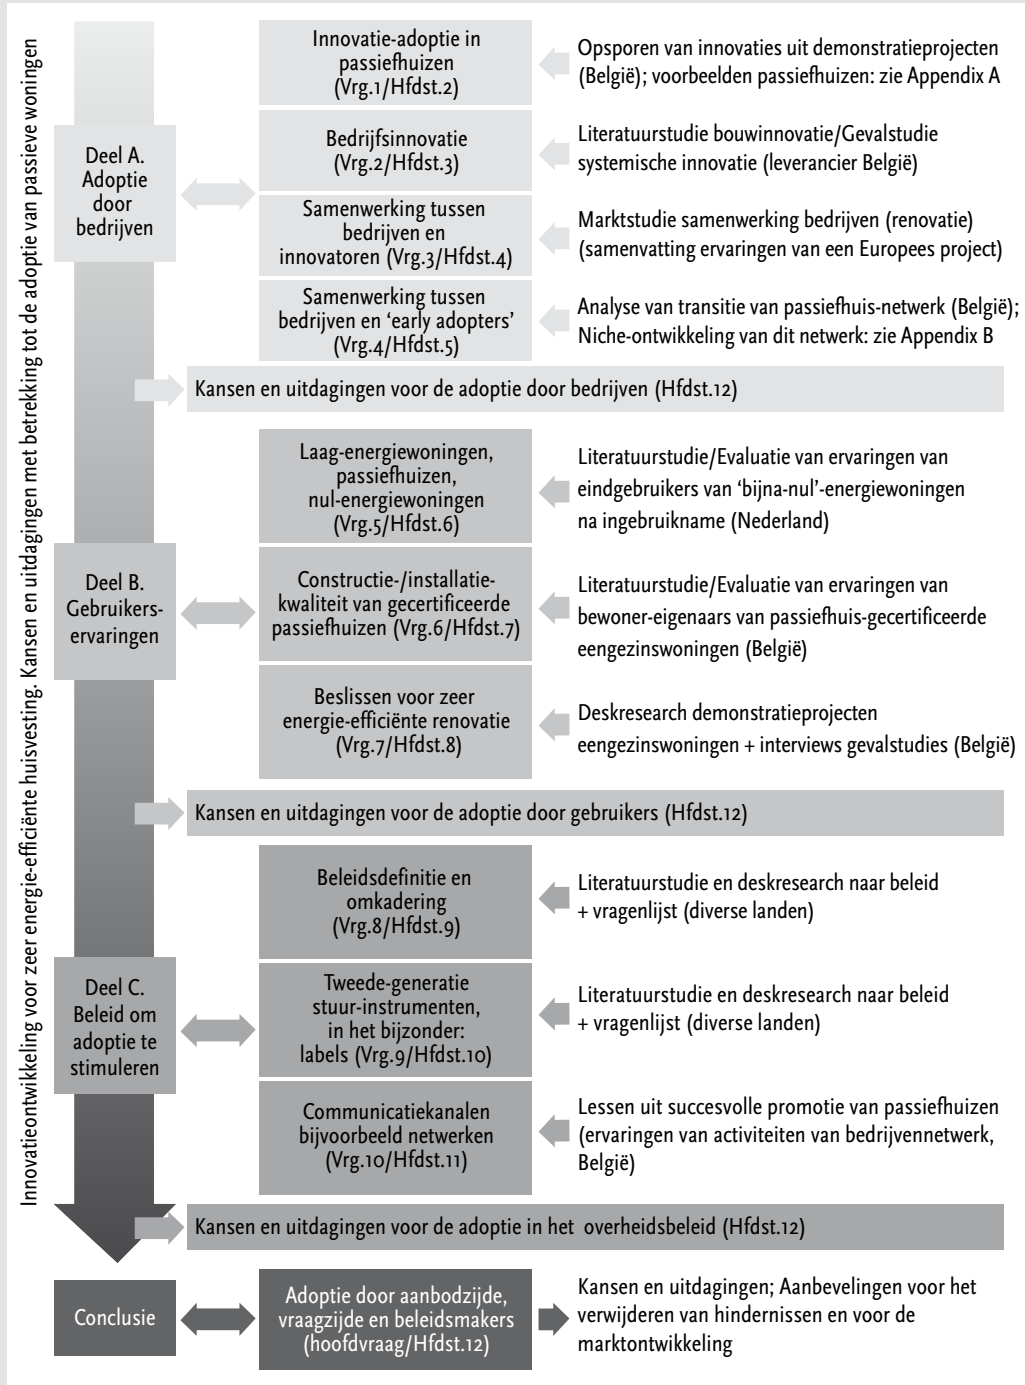 Innovatieontwikkeling voor zeer energie-efficiënte huisvesting. Kansen en uitdagingen met betrekking tot de adoptie van passieve woningen
Deel A.
Adoptie
door
bedrijven
Innovatie-adoptie in
passiefhuizen
(Vrg.1/Hfdst.2)
Opsporen van innovaties uit demonstratieprojecten
(België); voorbeelden passiefhuizen: zie Appendix A
Bedrijfsinnovatie
(Vrg.2/Hfdst.3)
Literatuurstudie bouwinnovatie/Gevalstudie
systemische innovatie (leverancier België)
Samenwerking tussen
bedrijven en
innovatoren (Vrg.3/Hfdst.4)
Marktstudie samenwerking bedrijven (renovatie)
(samenvatting ervaringen van een Europees project)
Samenwerking tussen
bedrijven en ‘early adopters’
(Vrg.4/Hfdst.5)
Analyse van transitie van passiefhuis-netwerk (België);
Niche-ontwikkeling van dit netwerk: zie Appendix B
Kansen en uitdagingen voor de adoptie door bedrijven (Hfdst.12)
Deel B.
Gebruikers-
ervaringen
Laag-energiewoningen,
passiefhuizen,
nul-energiewoningen
(Vrg.5/Hfdst.6)
Literatuurstudie/Evaluatie van ervaringen van
eindgebruikers van ‘bijna-nul’-energiewoningen
na ingebruikname (Nederland)
Constructie-/installatie-
kwaliteit van gecertificeerde
passiefhuizen (Vrg.6/Hfdst.7)
Literatuurstudie/Evaluatie van ervaringen van
bewoner-eigenaars van passiefhuis-gecertificeerde
eengezinswoningen (België)
Beslissen voor zeer
energie-efficiënte renovatie
(Vrg.7/Hfdst.8)
Deskresearch demonstratieprojecten
eengezinswoningen + interviews gevalstudies (België)
Kansen en uitdagingen voor de adoptie door gebruikers (Hfdst.12)
Deel C.
Beleid om
adoptie te
stimuleren
Beleidsdefinitie en
omkadering
(Vrg.8/Hfdst.9)
Literatuurstudie en deskresearch naar beleid
+ vragenlijst (diverse landen)
Tweede-generatie
stuur-instrumenten,
in het bijzonder:
labels (Vrg.9/Hfdst.10)
Literatuurstudie en deskresearch naar beleid
+ vragenlijst (diverse landen)
Communicatiekanalen
bijvoorbeeld netwerken
(Vrg.10/Hfdst.11)
Lessen uit succesvolle promotie van passiefhuizen
(ervaringen van activiteiten van bedrijvennetwerk,
België)
Kansen en uitdagingen voor de adoptie in het overheidsbeleid (Hfdst.12)
Conclusie
Adoptie door aanbodzijde,
vraagzijde en beleidsmakers
(hoofdvraag/Hfdst.12)
Kansen en uitdagingen; Aanbevelingen voor het
verwijderen van hindernissen en voor de
marktontwikkeling